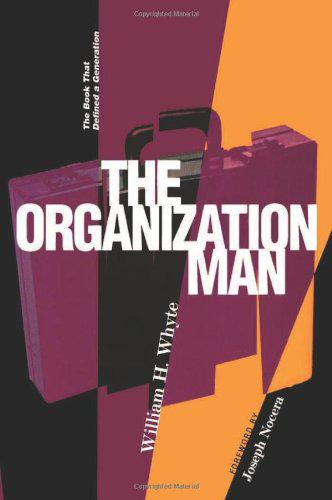 The Book That
Defined a Generation
THE
ORGANIZATION
MAN
William H. Whyte
FOREWORD BY
Joseph Nocera